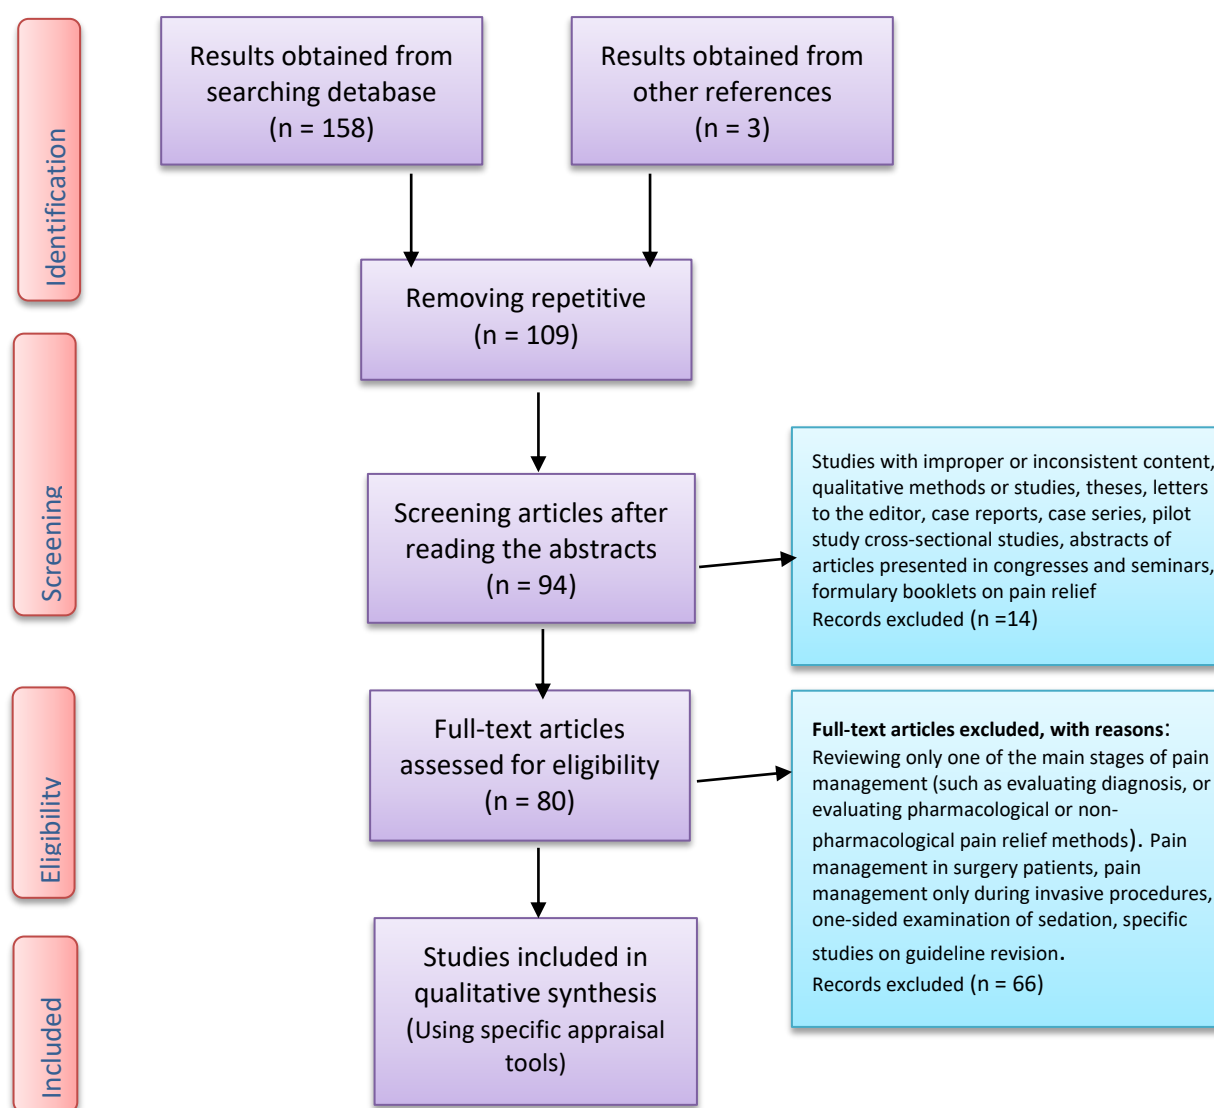 Identification
Results obtained from
searching detabase
(n = 158)
Results obtained from
other references
(n = 3)
Removing repetitive
(n = 109)
Screening
Screening articles after
reading the abstracts
(n = 94)
Studies with improper or inconsistent content,
qualitative methods or studies, theses, letters
to the editor, case reports, case series, pilot
study cross-sectional studies, abstracts of
articles presented in congresses and seminars,
formulary booklets on pain relief
Records excluded (n =14)
Eligibility
Full-text articles
assessed for eligibility
(n = 80)
Full-text articles excluded, with reasons:
Reviewing only one of the main stages of pain
management (such as evaluating diagnosis, or
evaluating pharmacological or non-
pharmacological pain relief methods). Pain
management in surgery patients, pain
management only during invasive procedures,
one-sided examination of sedation, specific
studies on guideline revision.
Records excluded (n = 66)
Included
Studies included in
qualitative synthesis
(Using specific appraisal
tools)